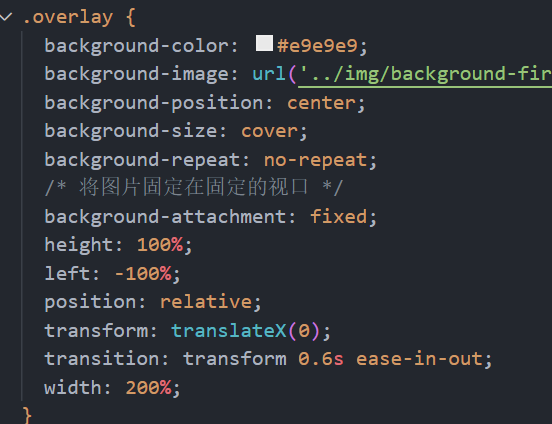 .overlay {
background-color: #e9e9e9;
background-image: url('../img/background-fir
background-position: center;
background-size: cover;
background-repeat: no-repeat;
/* 将图片固定在固定的视口 */
background-attachment: fixed;
height: 100%;
left: -100%;
position: relative;
transform: translateX(0);
transition: transform 0.6s ease-in-out;
width: 200%;
}